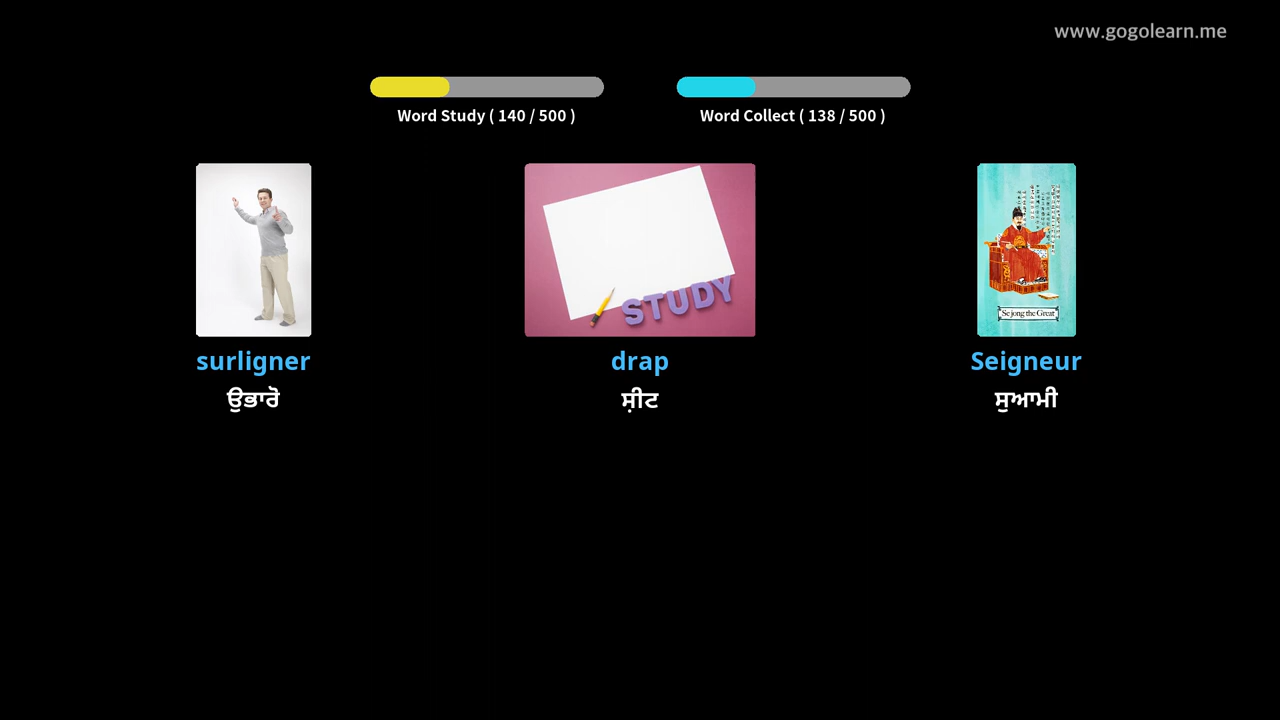 www.gogolearn.me
Word Study ( 140 / 500 )
Word Collect ( 138 / 500 )
STUDY
Se jong the Great
surligner
drap
Seigneur
ਉਭਾਰੋ
ਸ਼ੀਟ
ਸੁਆਮੀ